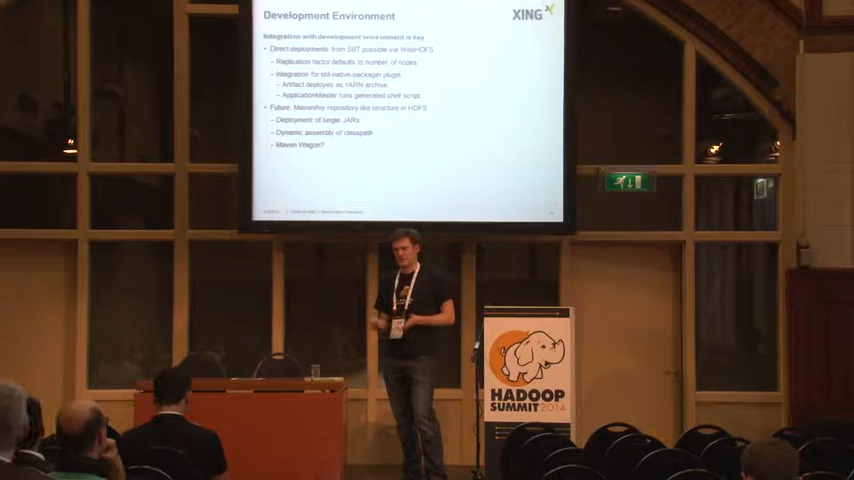 Development Environment
XING
Integration with development environment is key
• Direct deployments from SBT possible via WebHDFS
– Replication factor defaults to number of nodes
– Integration for sbt-native-packager plugin
– Artifact deployed as YARN archive
– ApplicationMaster runs generated shell script
• Future: Maven/Ivy repository-like structure in HDFS
– Deployment of single JARs
– Dynamic assembly of classpath
– Maven Wagon?
HADOOP
SUMMIT 2014